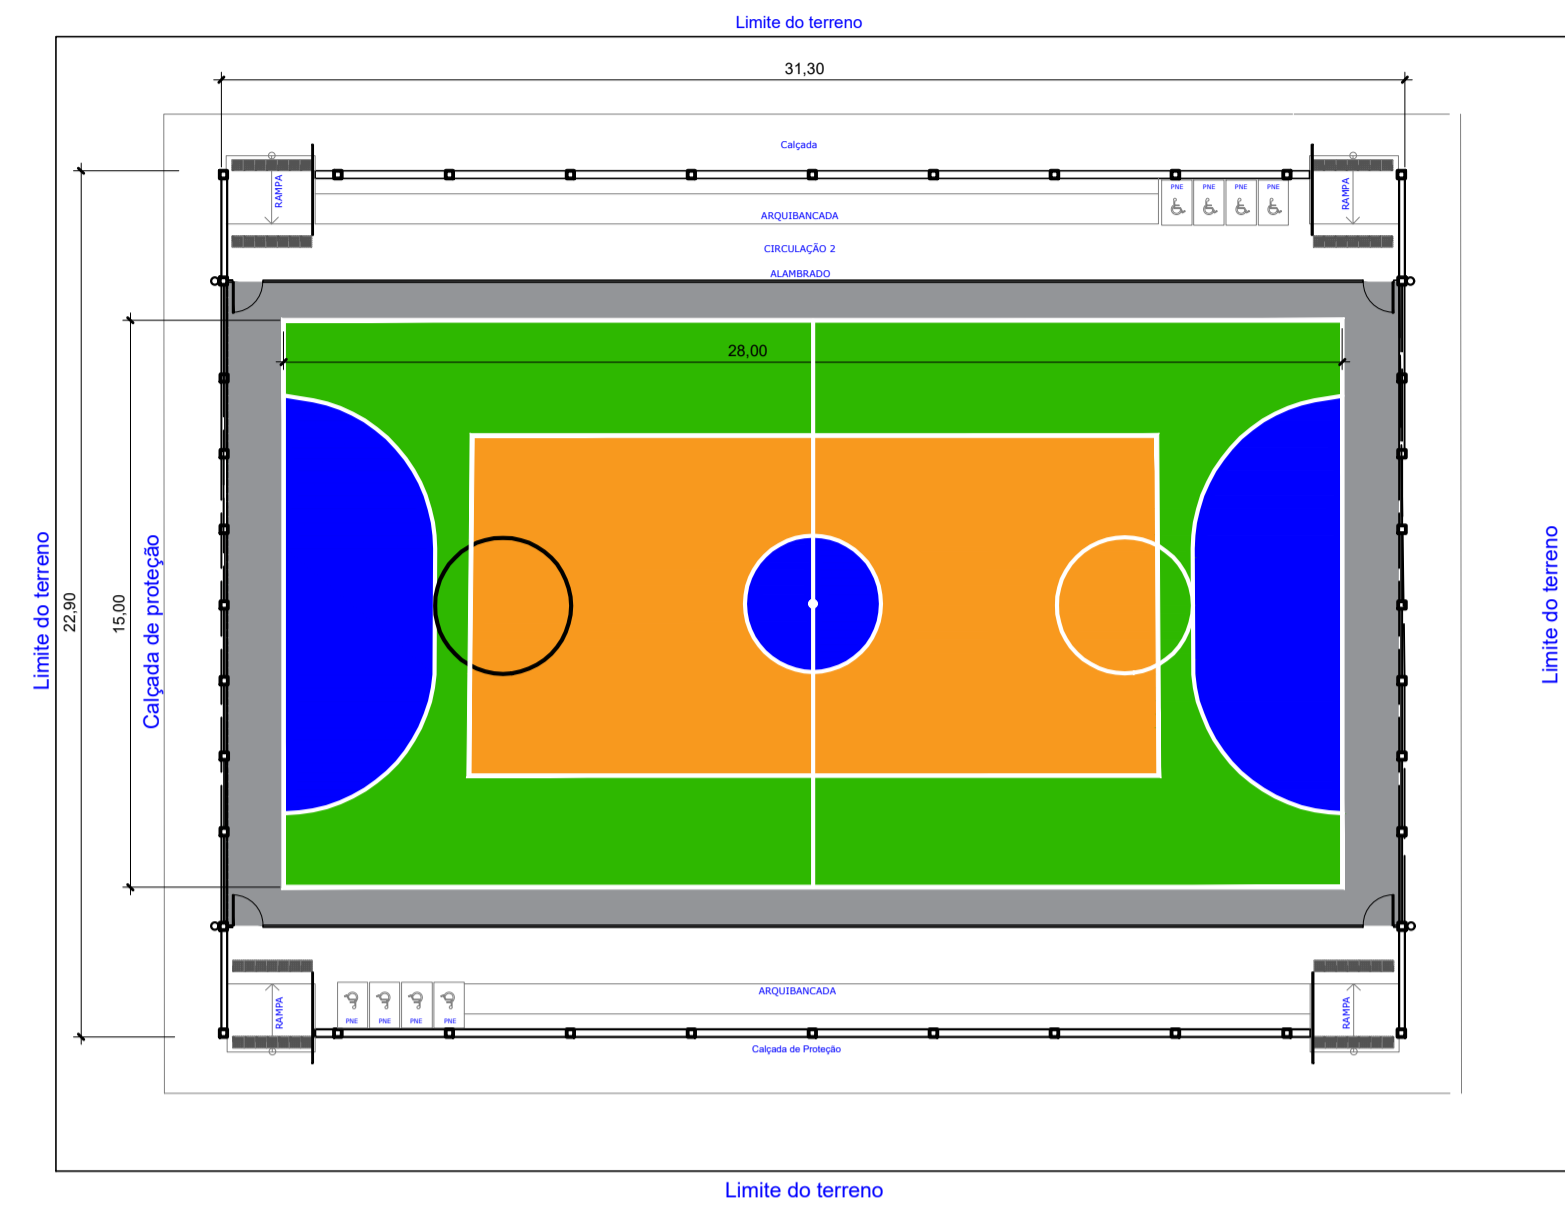 Limite do terreno
31,30
Calçada
RAMPA
PNE PNE PNE PNE
RAMPA
ARQUIBANCADA
CIRCULAÇÃO 2
ALAMBRADO
28,00
Limite do terreno
22,90
15,00
Calçada de proteção
Limite do terreno
RAMPA
PNE PNE PNE PNE
ARQUIBANCADA
RAMPA
Calçada de Proteção
Limite do terreno